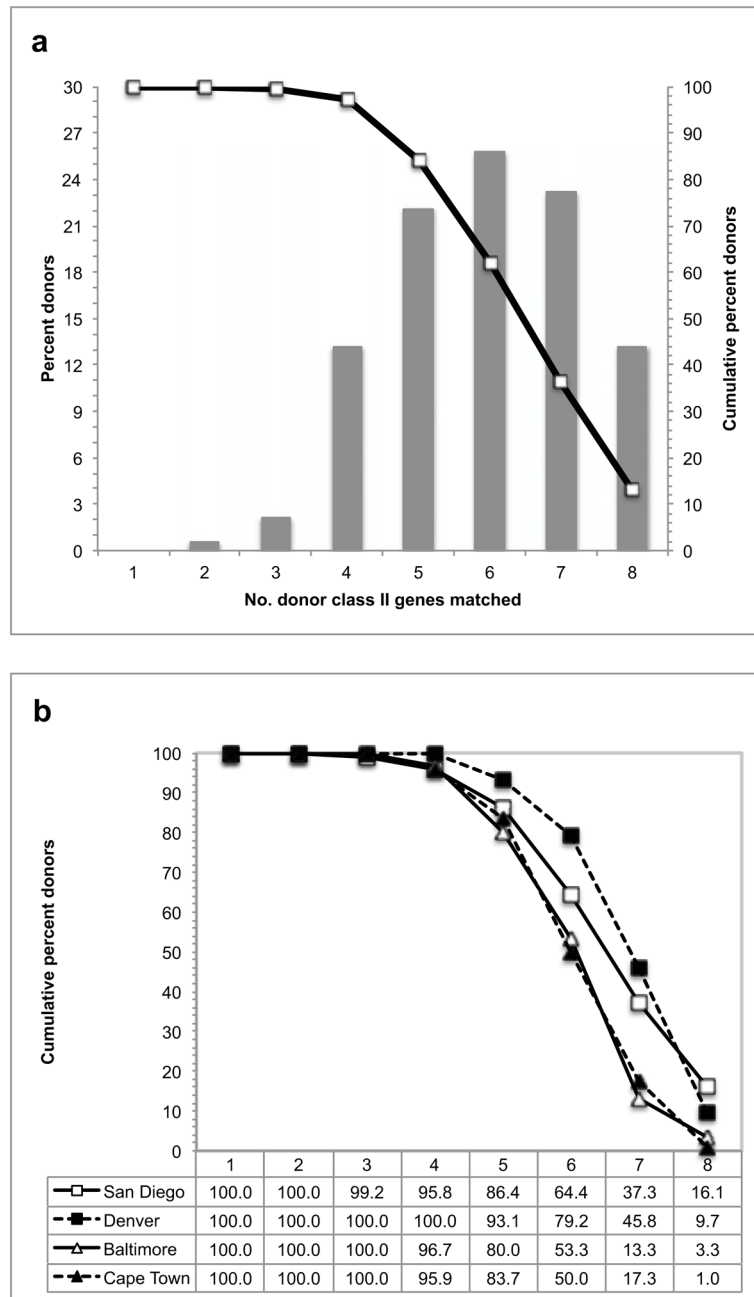 a
30 100
27 90
24 80
21 70
18 60
15 50
12 40
9 30
6 20
3 10
0 0
Percent donors
Cumulative percent donors
1 2 3 4 5 6 7 8
No. donor class II genes matched
b
100
90
80
70
60
50
40
30
20
10
0
Cumulative percent donors
1 2 3 4 5 6 7 8
San Diego 100.0 100.0 99.2 95.8 86.4 64.4 37.3 16.1
Denver 100.0 100.0 100.0 100.0 93.1 79.2 45.8 9.7
Baltimore 100.0 100.0 100.0 96.7 80.0 53.3 13.3 3.3
Cape Town 100.0 100.0 100.0 95.9 83.7 50.0 17.3 1.0